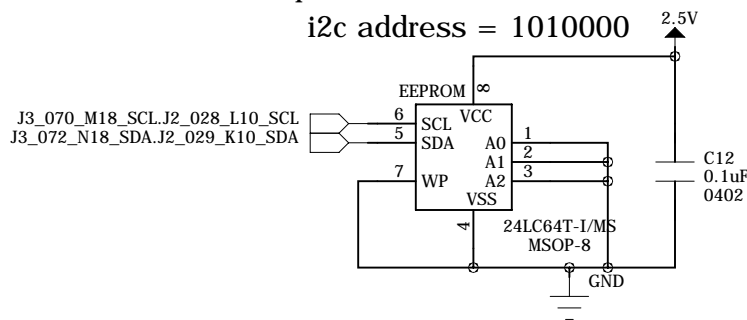 i2c address = 1010000
2.5V
EEPROM
8
VCC
J3_070_M18_SCL.J2_028_L10_SCL
6
SCL
J3_072_N18_SDA.J2_029_K10_SDA
5
SDA
A0
1
A1
2
A2
3
7
WP
VSS
4
24LC64T-I/MS
MSOP-8
C12
0.1uF
0402
GND